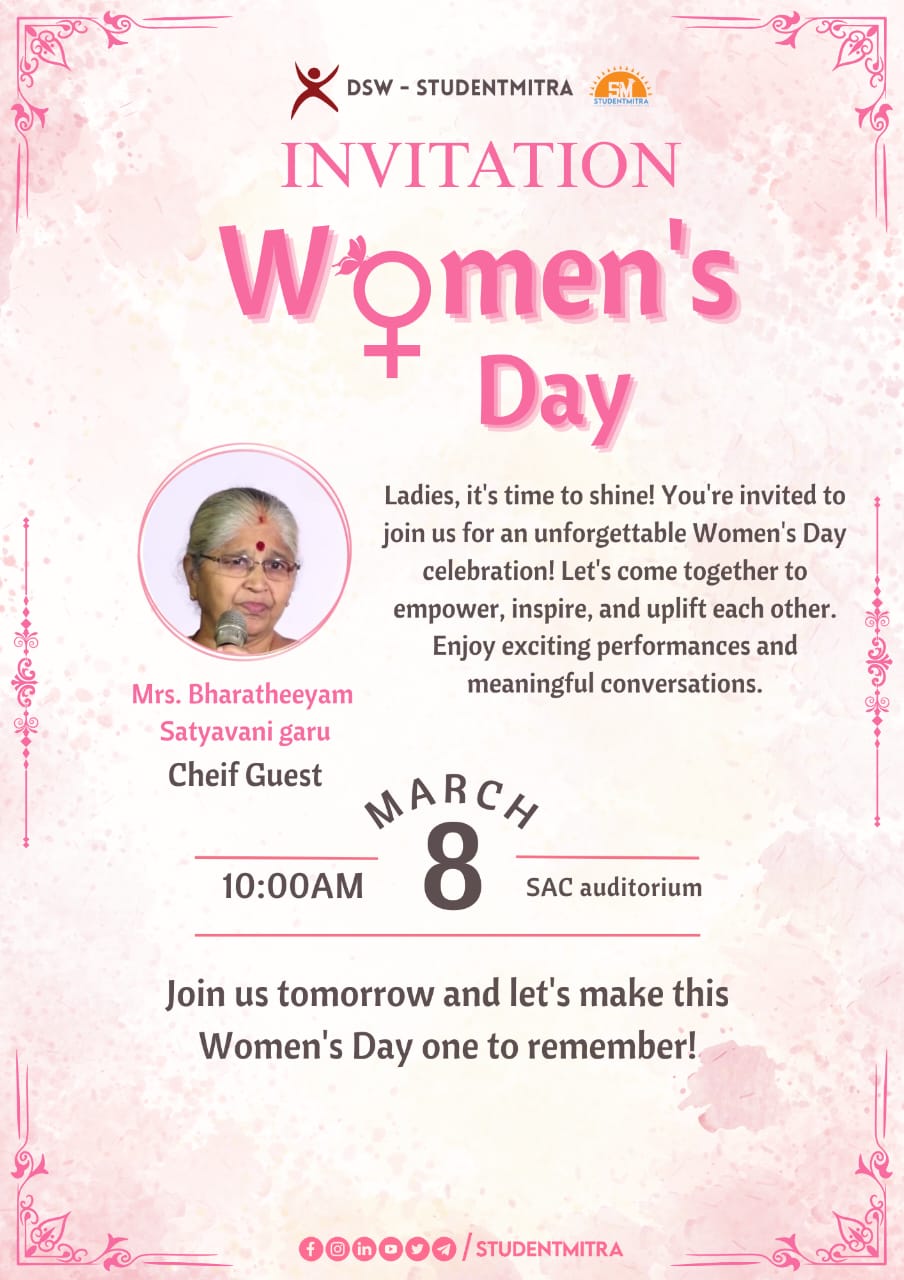 DSW - STUDENTMITRA
SM
STUDENTMITRA
INVITATION
Women's
Day
Ladies, it's time to shine! You're invited to
join us for an unforgettable Women's Day
celebration! Let's come together to
empower, inspire, and uplift each other.
Enjoy exciting performances and
meaningful conversations.
Mrs. Bharatheeyam
Satyavani garu
Cheif Guest
MARCH
8
10:00AM
SAC auditorium
Join us tomorrow and let's make this
Women's Day one to remember!
/ STUDENTMITRA